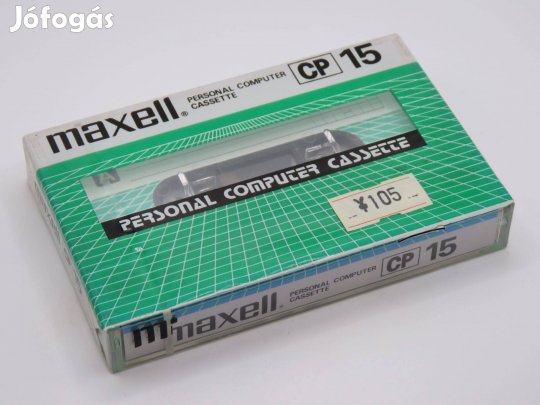 Jófogás
maxell® PERSONAL COMPUTER CASSETTE CP 15
A
PERSONAL COMPUTER CASSETTE
¥105
m maxell® PERSONAL COMPUTER CASSETTE CP 15